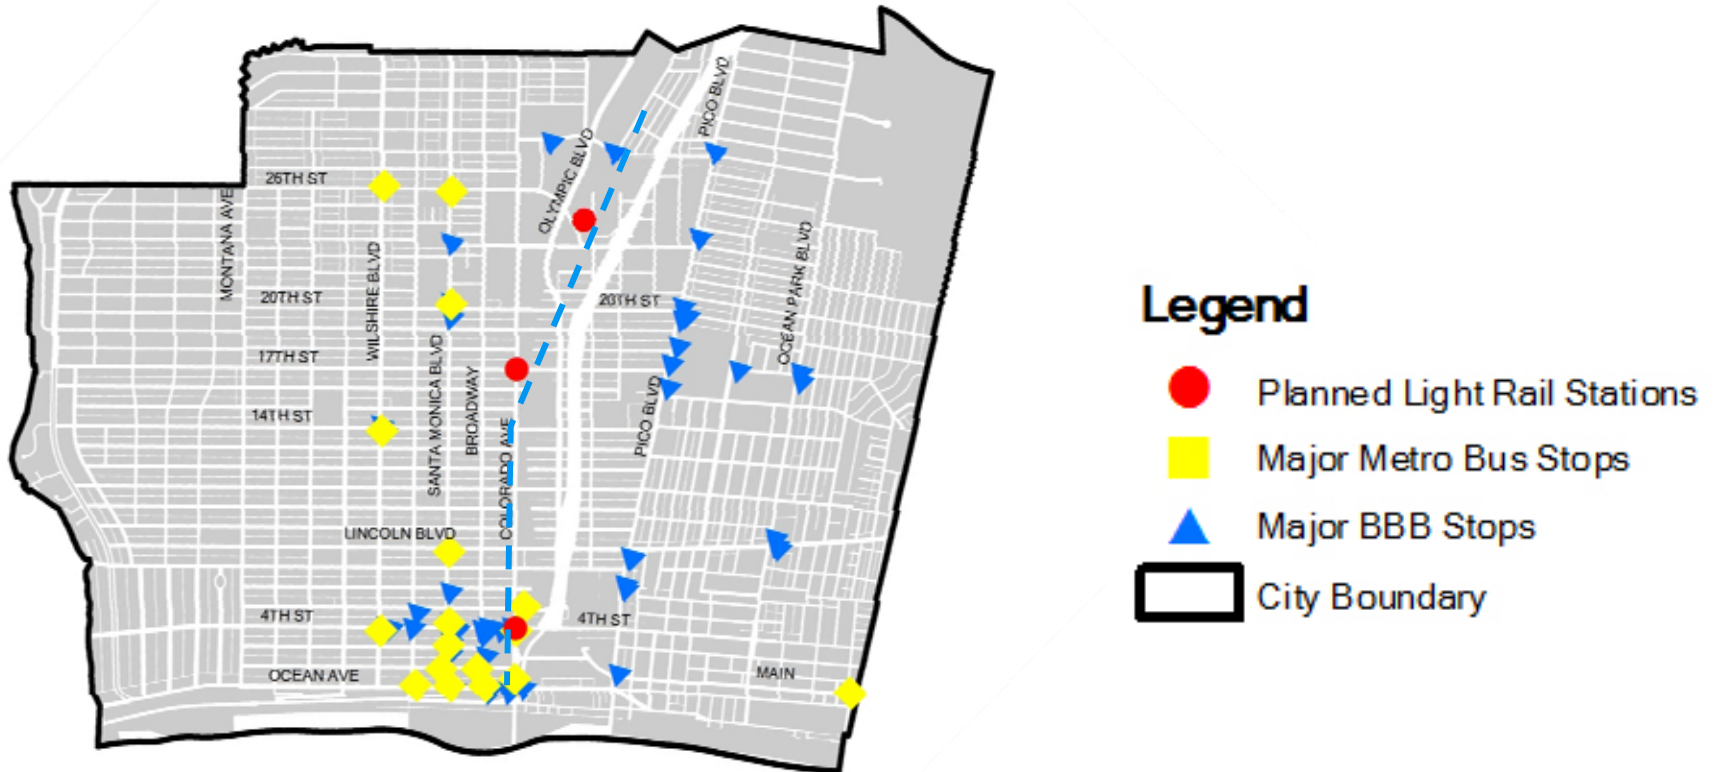 PICO BLVD
OLYMPIC BLVD
26TH ST
MONTANA AVE
WILSHIRE BLVD
OCEAN PARK BLVD
20TH ST
20TH ST
17TH ST
SANTA MONICA BLVD
BROADWAY
PICO BLVD
14TH ST
COLORADO AVE
LINCOLN BLVD
4TH ST
4TH ST
OCEAN AVE
MAIN
Legend
Planned Light Rail Stations
Major Metro Bus Stops
Major BBB Stops
City Boundary